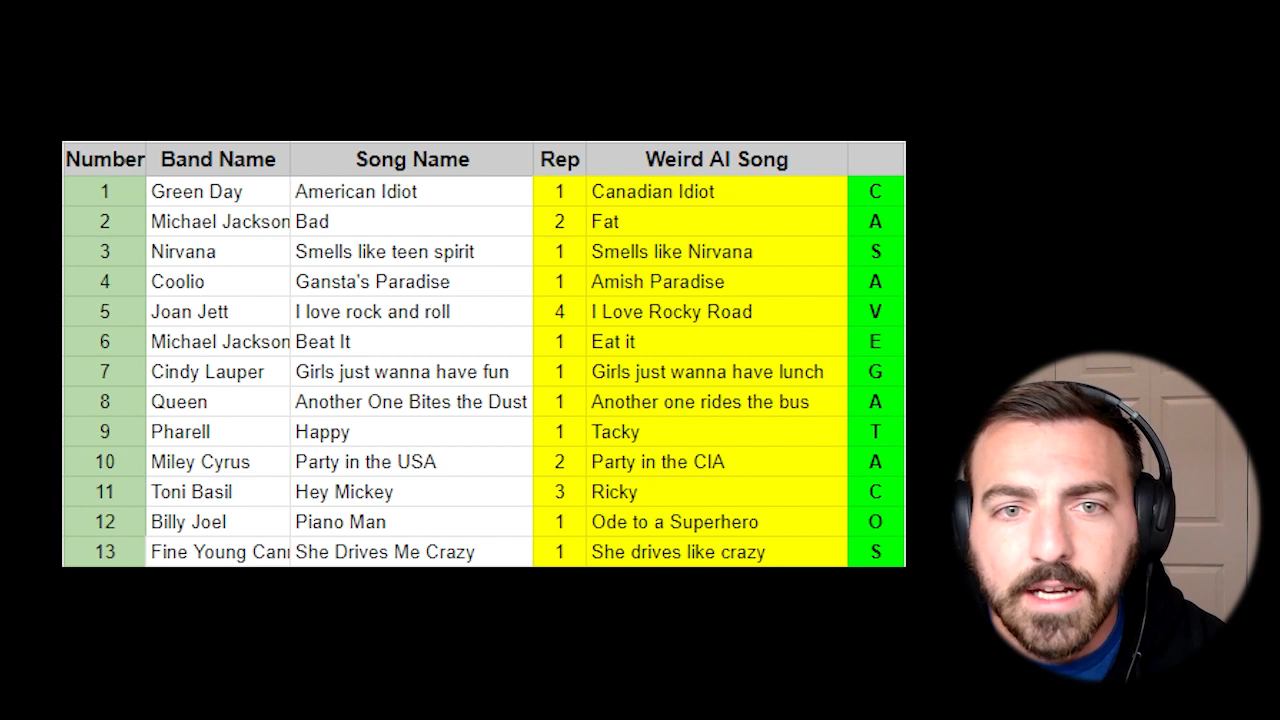 Number Band Name Song Name Rep Weird Al Song
1 Green Day American Idiot 1 Canadian Idiot C
2 Michael Jackson Bad 2 Fat A
3 Nirvana Smells like teen spirit 1 Smells like Nirvana S
4 Coolio Gansta's Paradise 1 Amish Paradise A
5 Joan Jett I love rock and roll 4 I Love Rocky Road V
6 Michael Jackson Beat It 1 Eat it E
7 Cindy Lauper Girls just wanna have fun 1 Girls just wanna have lunch G
8 Queen Another One Bites the Dust 1 Another one rides the bus A
9 Pharell Happy 1 Tacky T
10 Miley Cyrus Party in the USA 2 Party in the CIA A
11 Toni Basil Hey Mickey 3 Ricky C
12 Billy Joel Piano Man 1 Ode to a Superhero O
13 Fine Young She Drives Me Crazy 1 She drives like crazy S